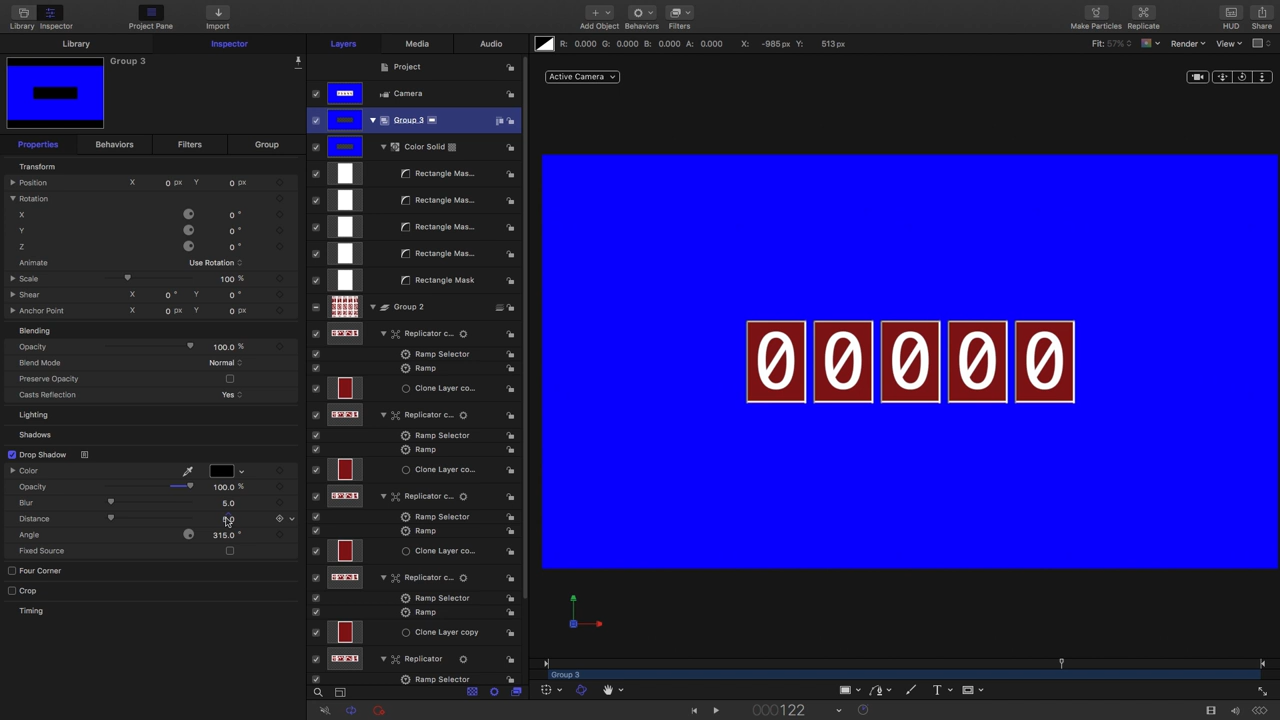 Library
Inspector
Project Pane
Import
Add Object
Behaviors
Filters
Make Particles
Replicate
HUD
Share
Library
Inspector
Layers
Media
Audio
R: 0.000 G: 0.000 B: 0.000 A: 0.000 X: -985 px Y: 513 px
Fit: 57%
Render
View
Group 3
Properties
Behaviors
Filters
Group
Transform
Position X 0 px Y 0 px
Rotation
X 0 °
Y 0 °
Z 0 °
Animate Use Rotation
Scale 100 %
Shear X 0 ° Y 0 °
Anchor Point X 0 px Y 0 px
Blending
Opacity 100.0 %
Blend Mode Normal
Preserve Opacity
Casts Reflection Yes
Lighting
Shadows
Drop Shadow
Color
Opacity 100.0 %
Blur 5.0
Distance
Angle 315.0 °
Fixed Source
Four Corner
Crop
Timing
Project
Camera
Group 3
Color Solid
Rectangle Mas...
Rectangle Mas...
Rectangle Mas...
Rectangle Mas...
Rectangle Mask
Group 2
Replicator c...
Ramp Selector
Ramp
Clone Layer co...
Replicator c...
Ramp Selector
Ramp
Clone Layer co...
Replicator c...
Ramp Selector
Ramp
Clone Layer co...
Replicator c...
Ramp Selector
Ramp
Clone Layer copy
Replicator
Ramp Selector
Active Camera
0 0 0 0 0
Group 3
T
000122